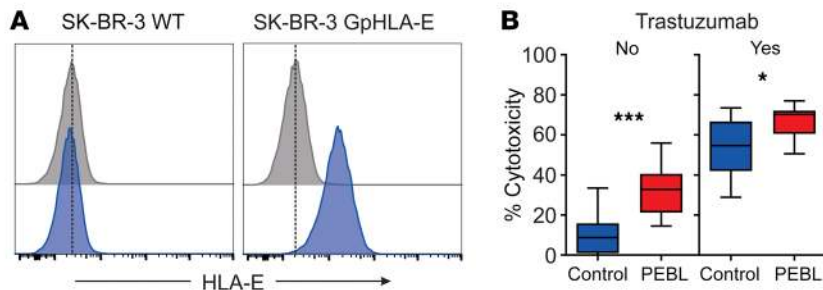 A
SK-BR-3 WT
SK-BR-3 GpHLA-E
HLA-E
B
Trastuzumab
No
Yes
% Cytotoxicity
100
80
60
40
20
0
***
*
Control
PEBL
Control
PEBL